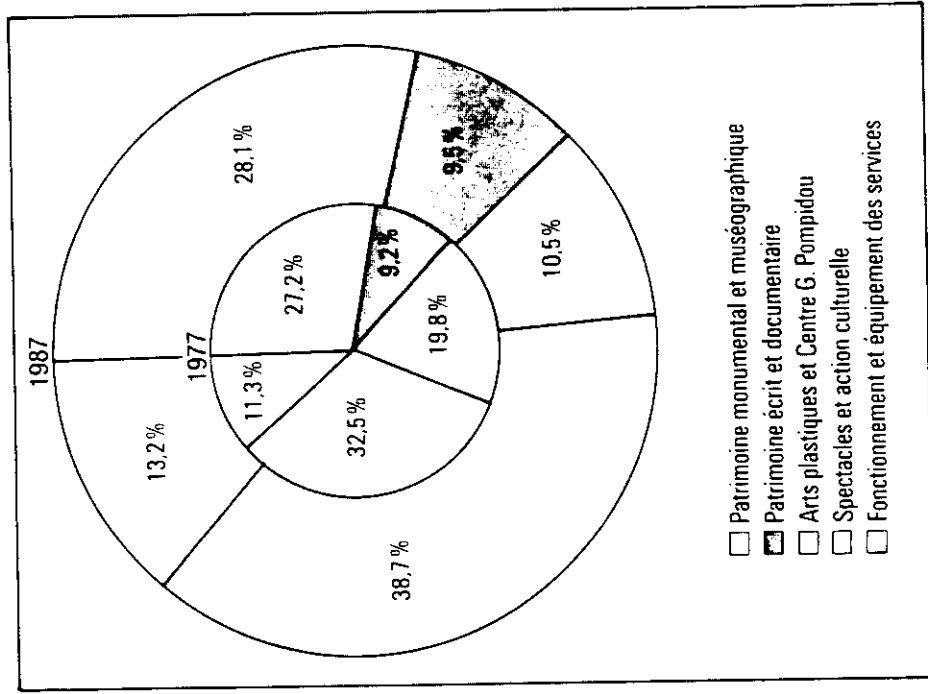 1987
1977
28,1 %
27,2 %
9,5 %
9,2 %
10,5 %
19,8 %
38,7 %
32,5 %
13,2 %
11,3 %
Patrimoine monumental et muséographique
Patrimoine écrit et documentaire
Arts plastiques et Centre G. Pompidou
Spectacles et action culturelle
Fonctionnement et équipement des services